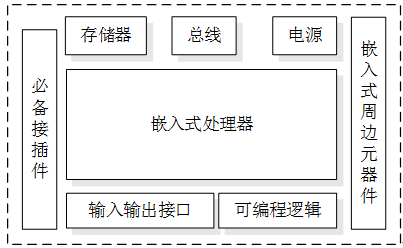 存储器
总线
电源
必备接插件
嵌入式处理器
嵌入式周边元器件
输入输出接口
可编程逻辑